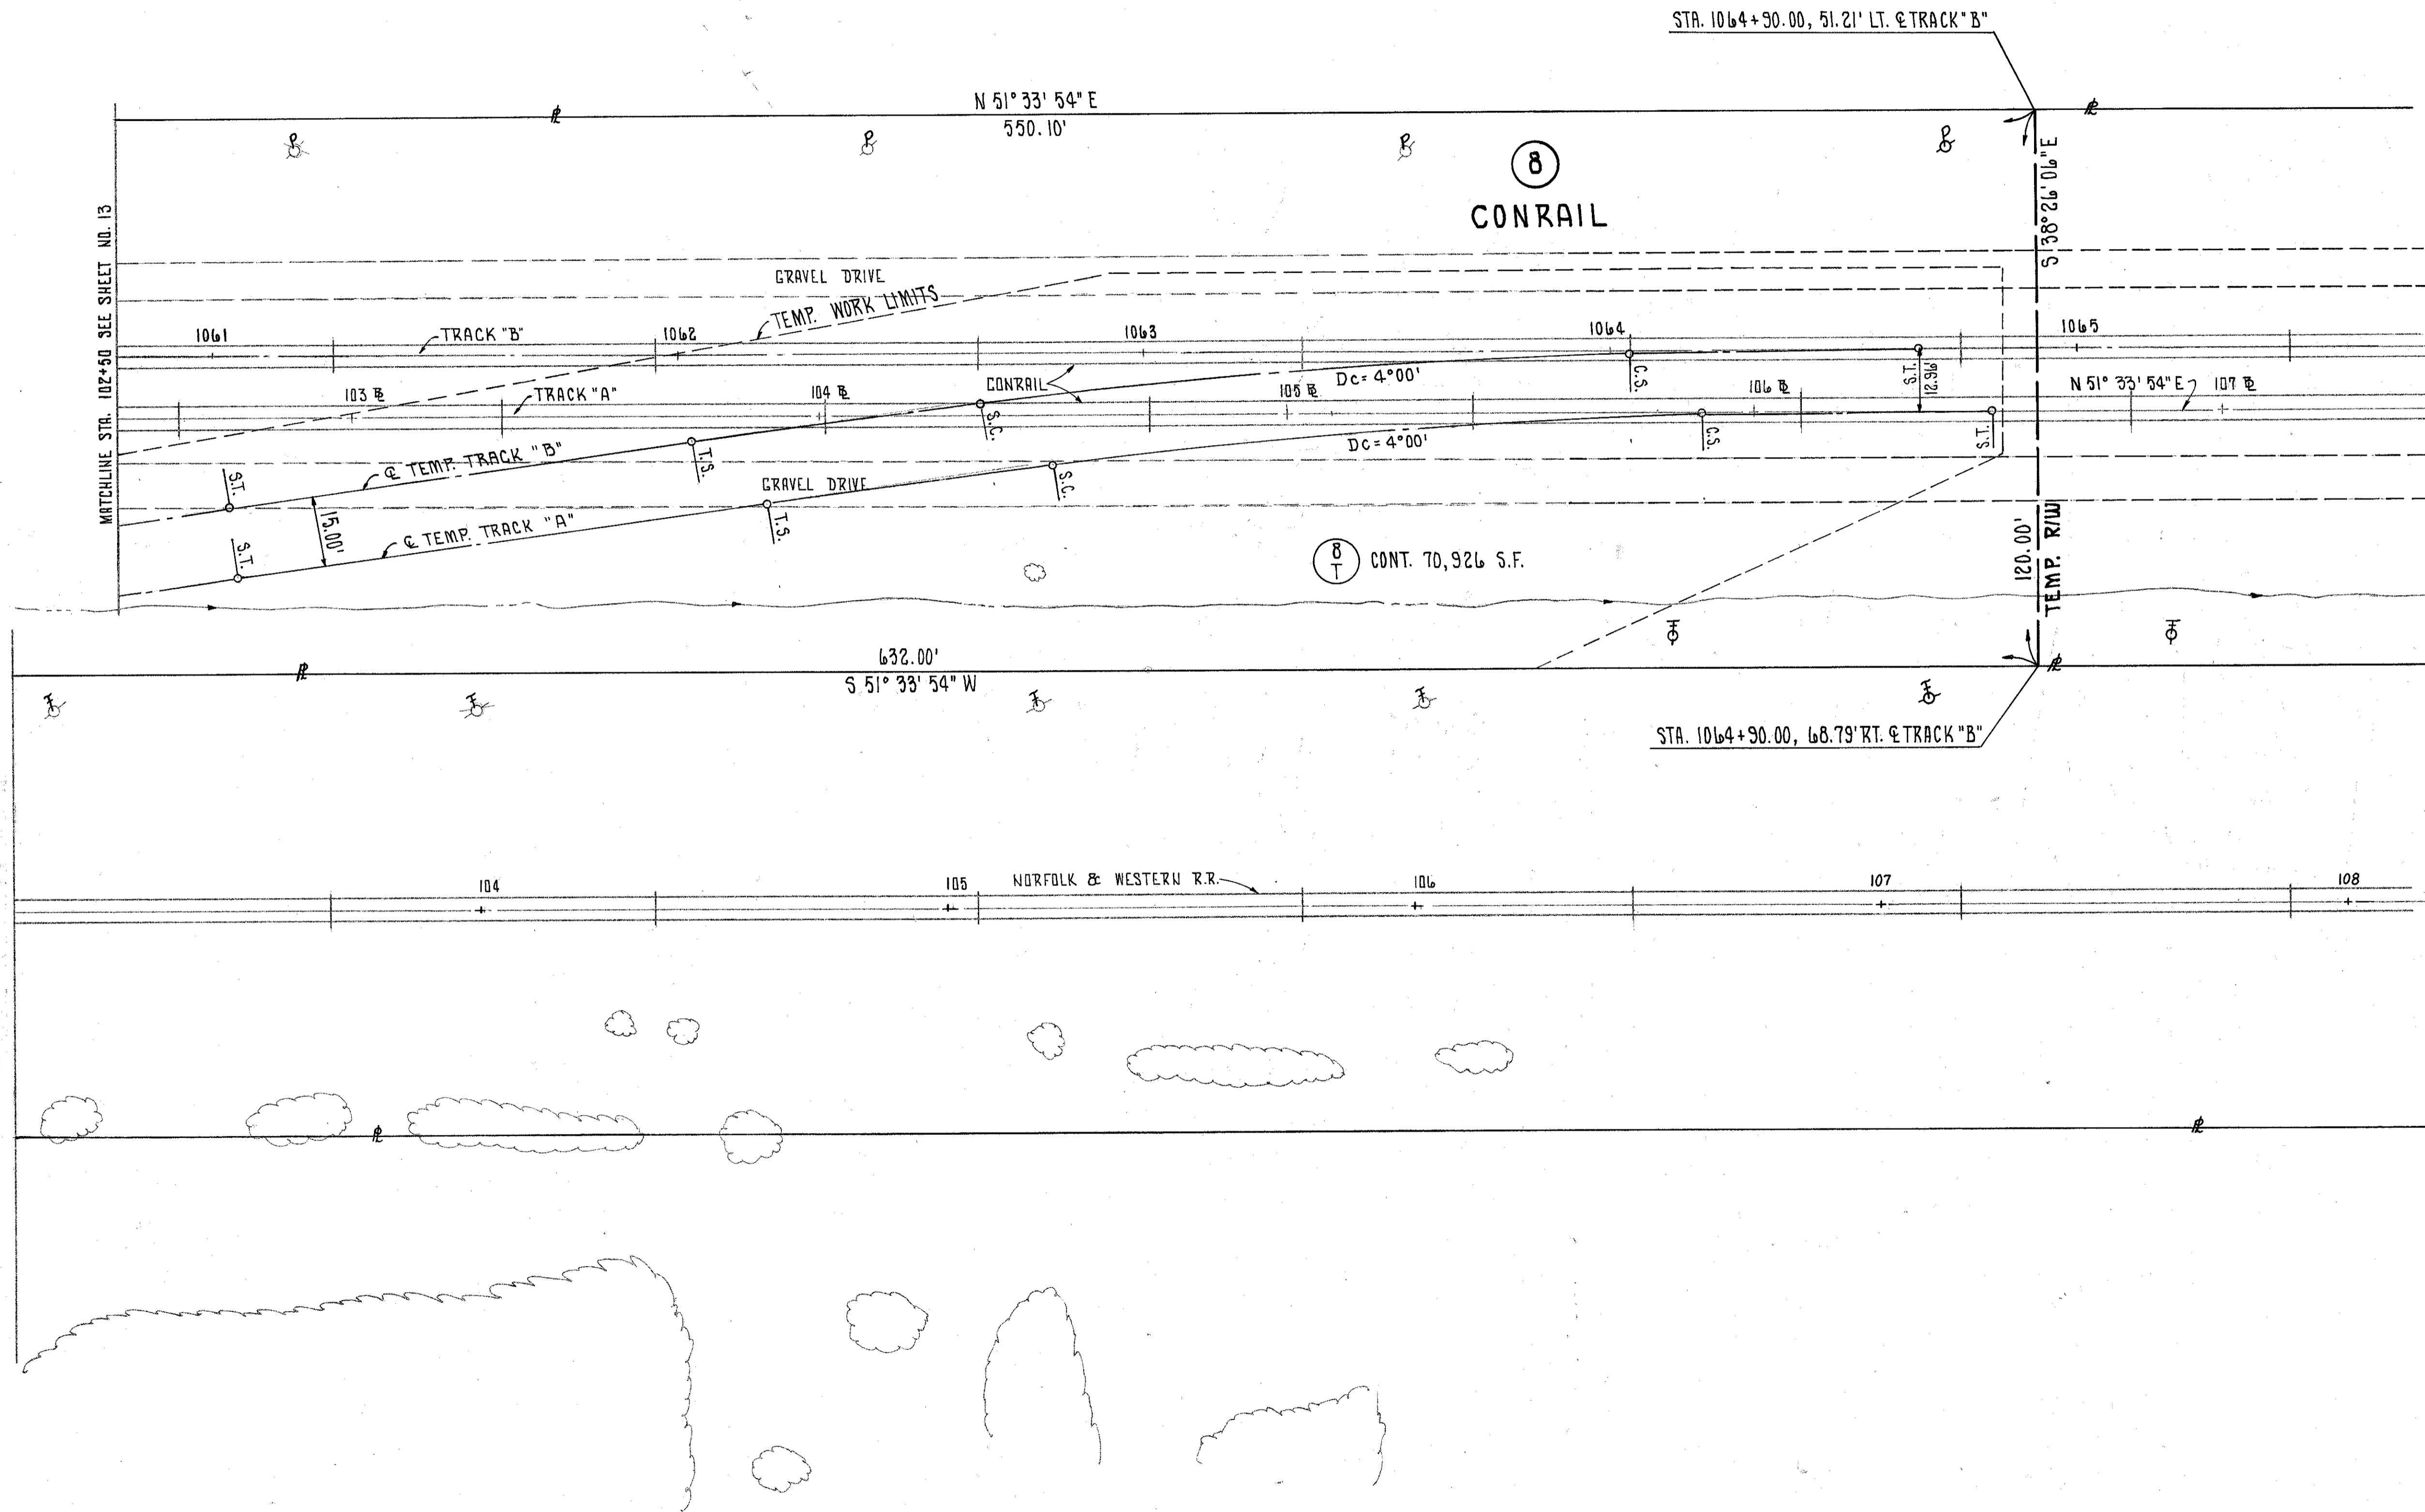 STA. 1064+90.00, 51.21' LT. ℄ TRACK "B"
N 51° 33' 54" E
550.10'
8
CONRAIL
S 38° 26' 06" E
MATCHLINE STA. 102+50 SEE SHEET NO. 13
GRAVEL DRIVE
TEMP. WORK LIMITS
1061
TRACK "B"
1062
1063
1064
1065
103 ℄
TRACK "A"
104 ℄
CONRAIL
105 ℄
Dc = 4°00'
C.S.
106 ℄
S.T.
12.96'
N 51° 33' 54" E
107 ℄
S.C.
℄ TEMP. TRACK "B"
T.S.
Dc = 4°00'
C.S.
S.T.
S.T.
15.00'
GRAVEL DRIVE
S.C.
℄ TEMP. TRACK "A"
T.S.
S.T.
8
T
CONT. 70,926 S.F.
120.00'
TEMP. R/W
632.00'
S 51° 33' 54" W
STA. 1064+90.00, 68.79' RT. ℄ TRACK "B"
104
105
NORFOLK & WESTERN R.R.
106
107
108